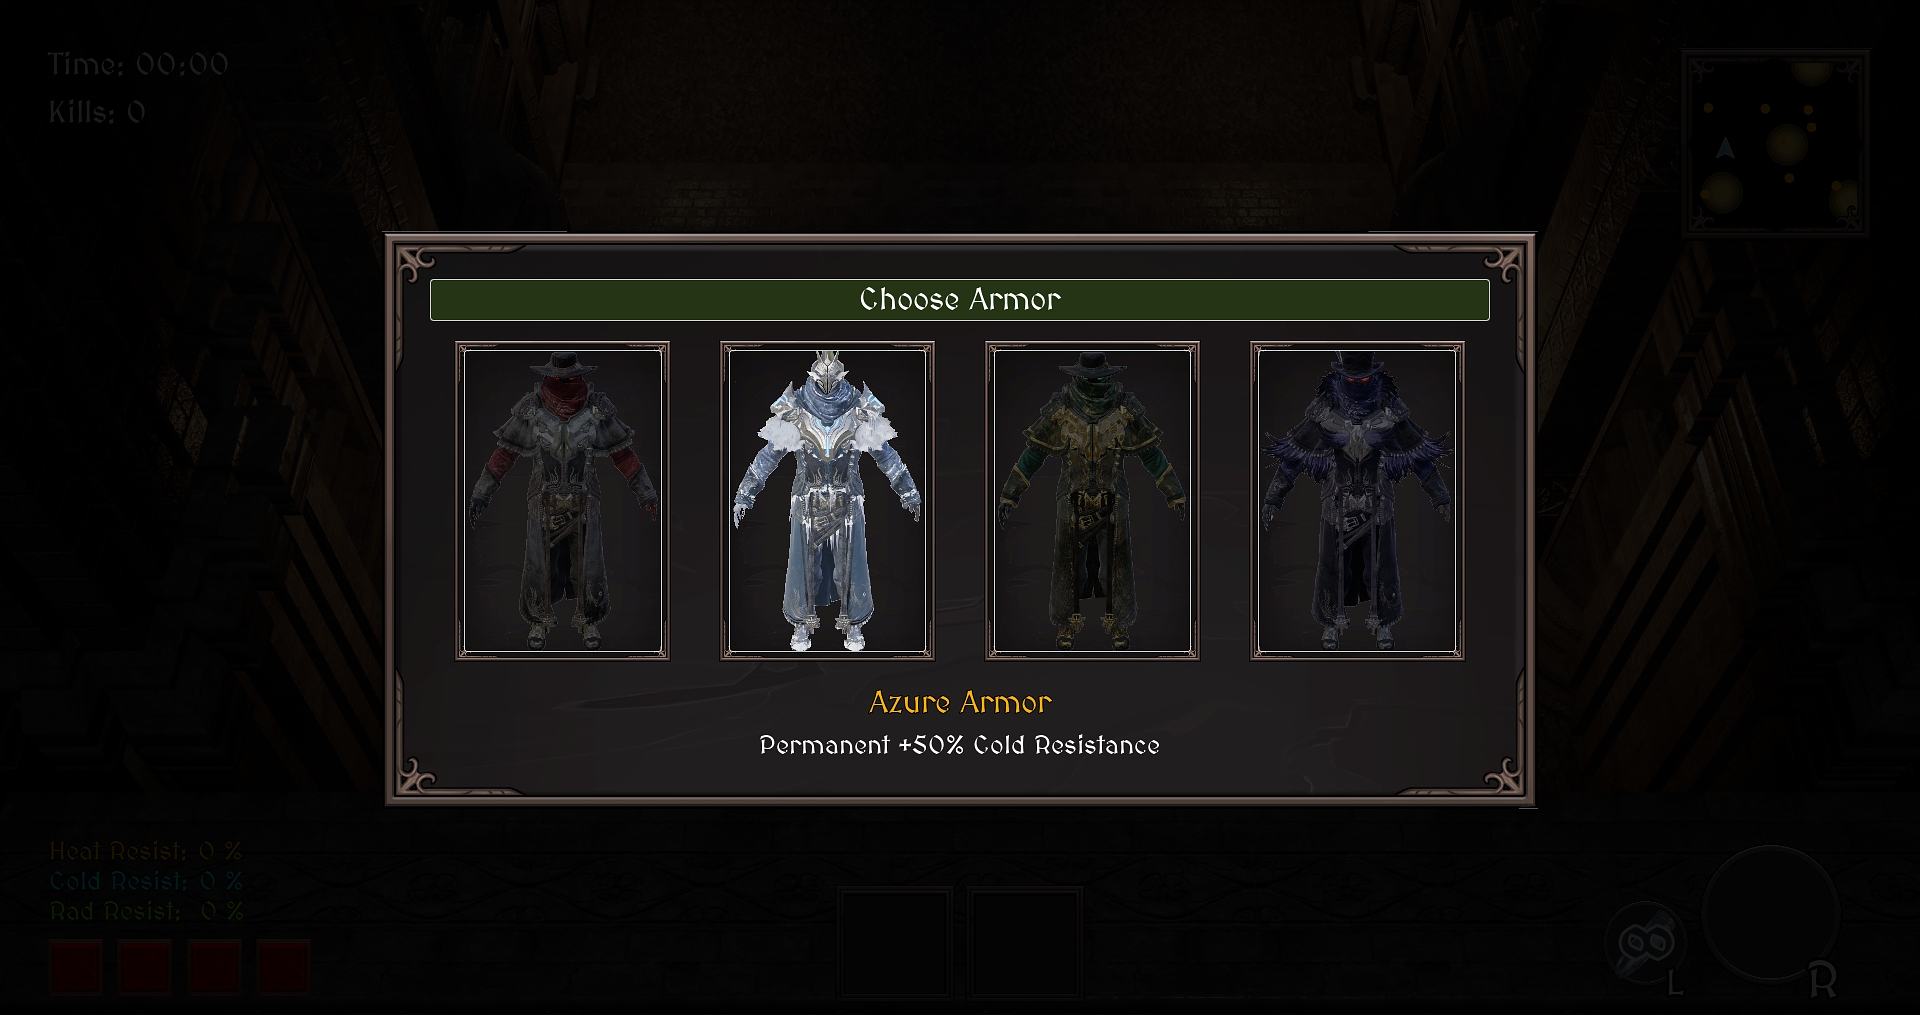 Time: 00:00
Kills: 0
Choose Armor
Azure Armor
Permanent +50% Cold Resistance
Heat Resist: 0 %
Cold Resist: 0 %
Rad Resist: 0 %
L
R